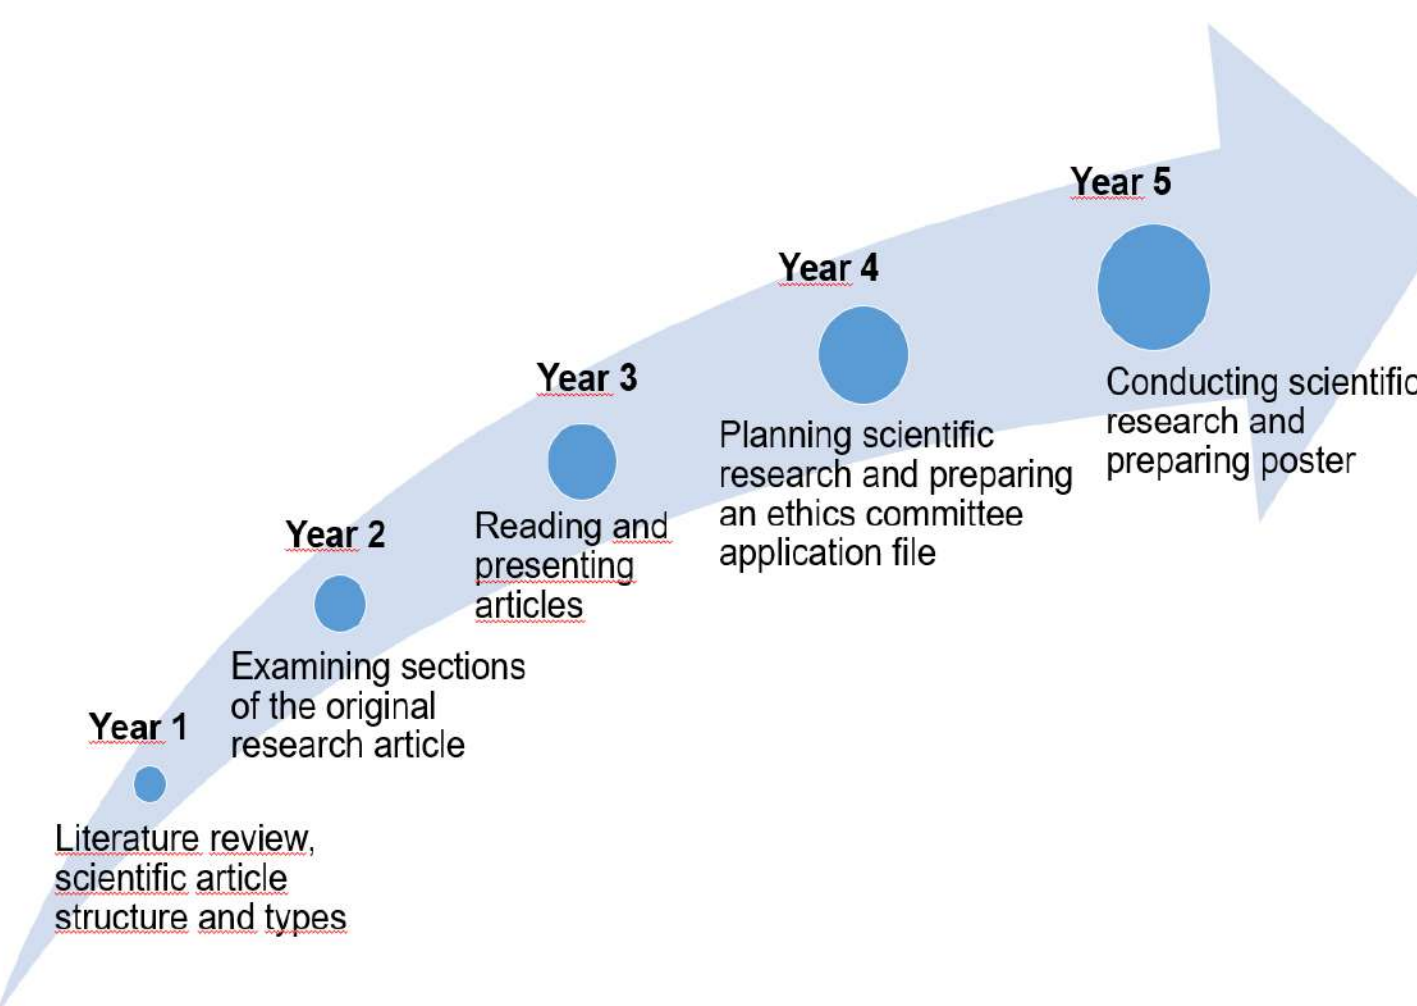 Year 1
Literature review,
scientific article
structure and types
Year 2
Examining sections
of the original
research article
Year 3
Reading and
presenting
articles
Year 4
Planning scientific
research and preparing
an ethics committee
application file
Year 5
Conducting scientific
research and
preparing poster